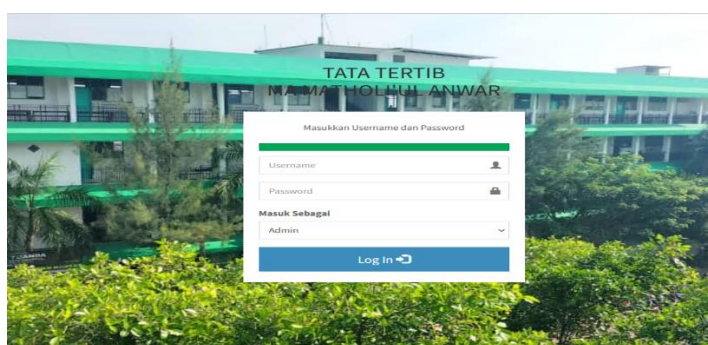 TATA TERTIB
MA MATHOLI'UL ANWAR
Masukkan Username dan Password
Username
Password
Masuk Sebagai
Admin
Log In